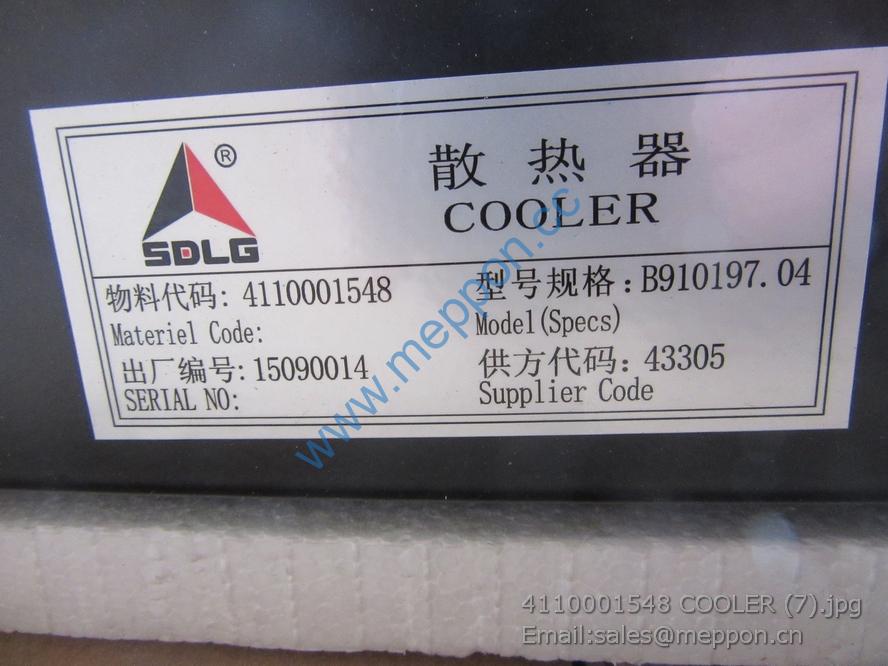 ®
SDLG
散热器
COOLER
物料代码: 4110001548
Materiel Code:
型号规格: B910197.04
Model(Specs)
出厂编号: 15090014
SERIAL NO:
供方代码: 43305
Supplier Code
www.meppon.cc
4110001548 COOLER (7).jpg
Email:sales@meppon.cn